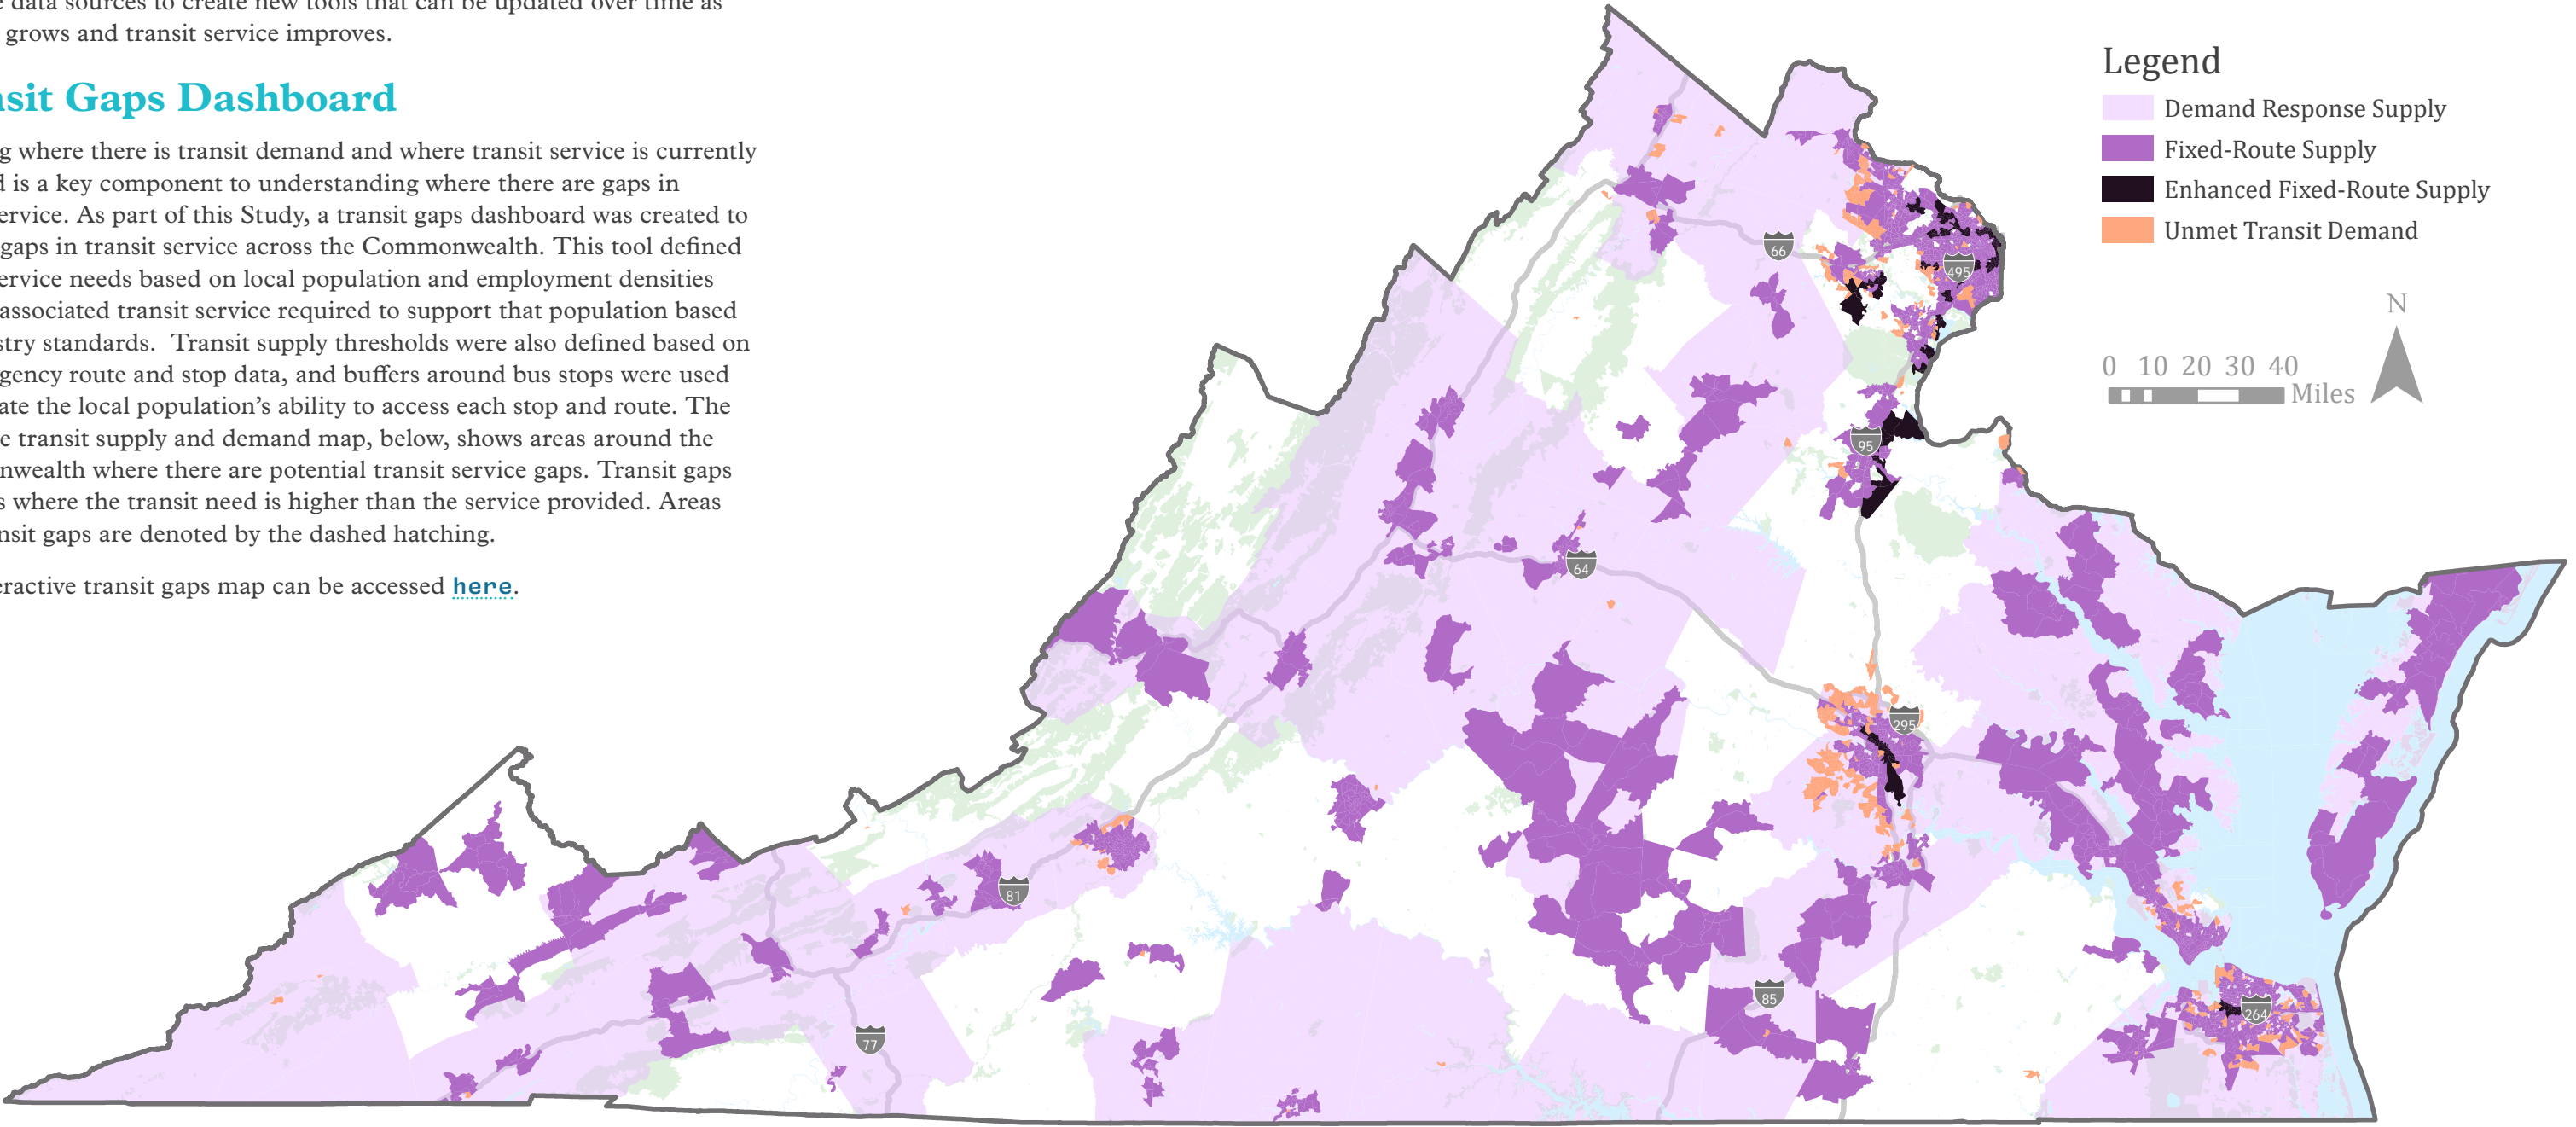 data sources to create new tools that can be updated over time as
grows and transit service improves.
Gaps Dashboard
where there is transit demand and where transit service is currently
is a key component to understanding where there are gaps in
ervice. As part of this Study, a transit gaps dashboard was created to
gaps in transit service across the Commonwealth. This tool defined
ervice needs based on local population and employment densities
associated transit service required to support that population based
stry standards. Transit supply thresholds were also defined based on
gency route and stop data, and buffers around bus stops were used
ate the local population's ability to access each stop and route. The
e transit supply and demand map, below, shows areas around the
nwealth where there are potential transit service gaps. Transit gaps
s where the transit need is higher than the service provided. Areas
nsit gaps are denoted by the dashed hatching.
eractive transit gaps map can be accessed here.
Legend
Demand Response Supply
Fixed-Route Supply
Enhanced Fixed-Route Supply
Unmet Transit Demand
N
0 10 20 30 40
Miles
66
495
95
64
295
81
85
264
77